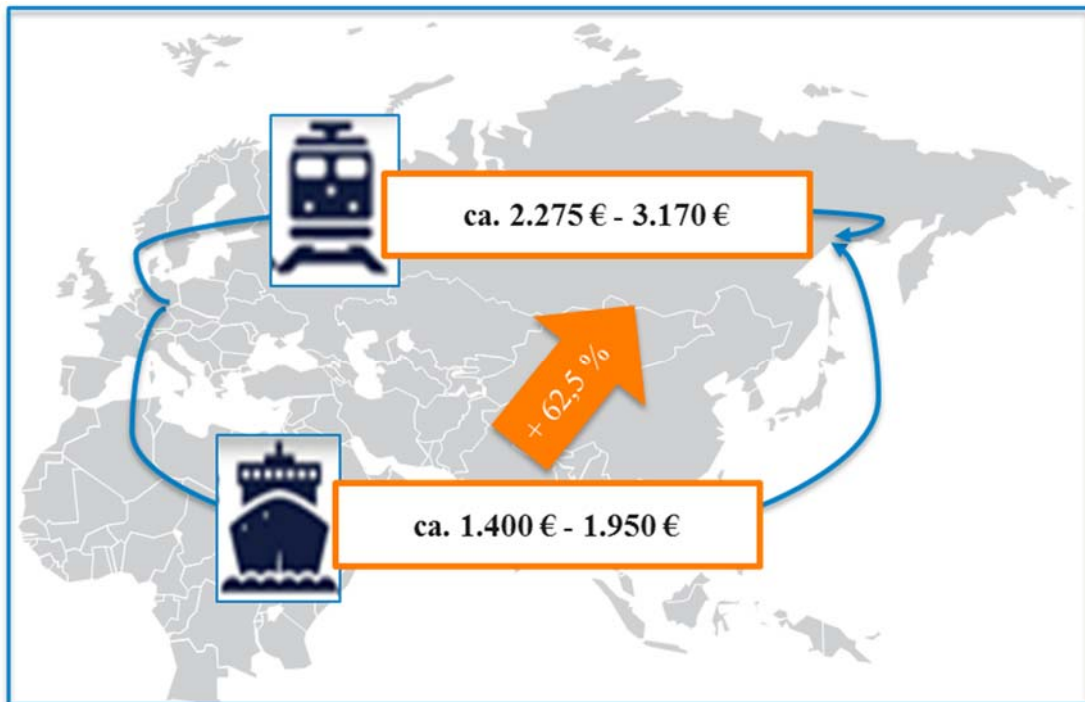 ca. 2.275 € - 3.170 €
+ 62,5 %
ca. 1.400 € - 1.950 €